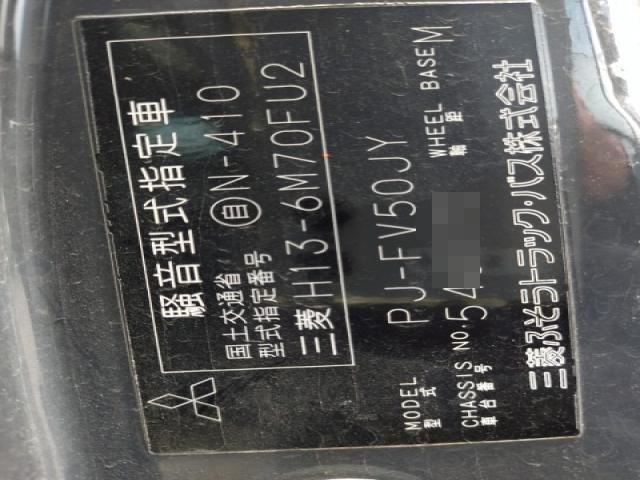 騒音型式指定車
国土交通省
型式指定番号 自N-410
三菱 H13-6M70FU2
MODEL
型式 PJ-FV50JY
CHASSIS NO.
車台番号 54
WHEEL BASE M
軸距
三菱ふそうトラック・バス株式会社